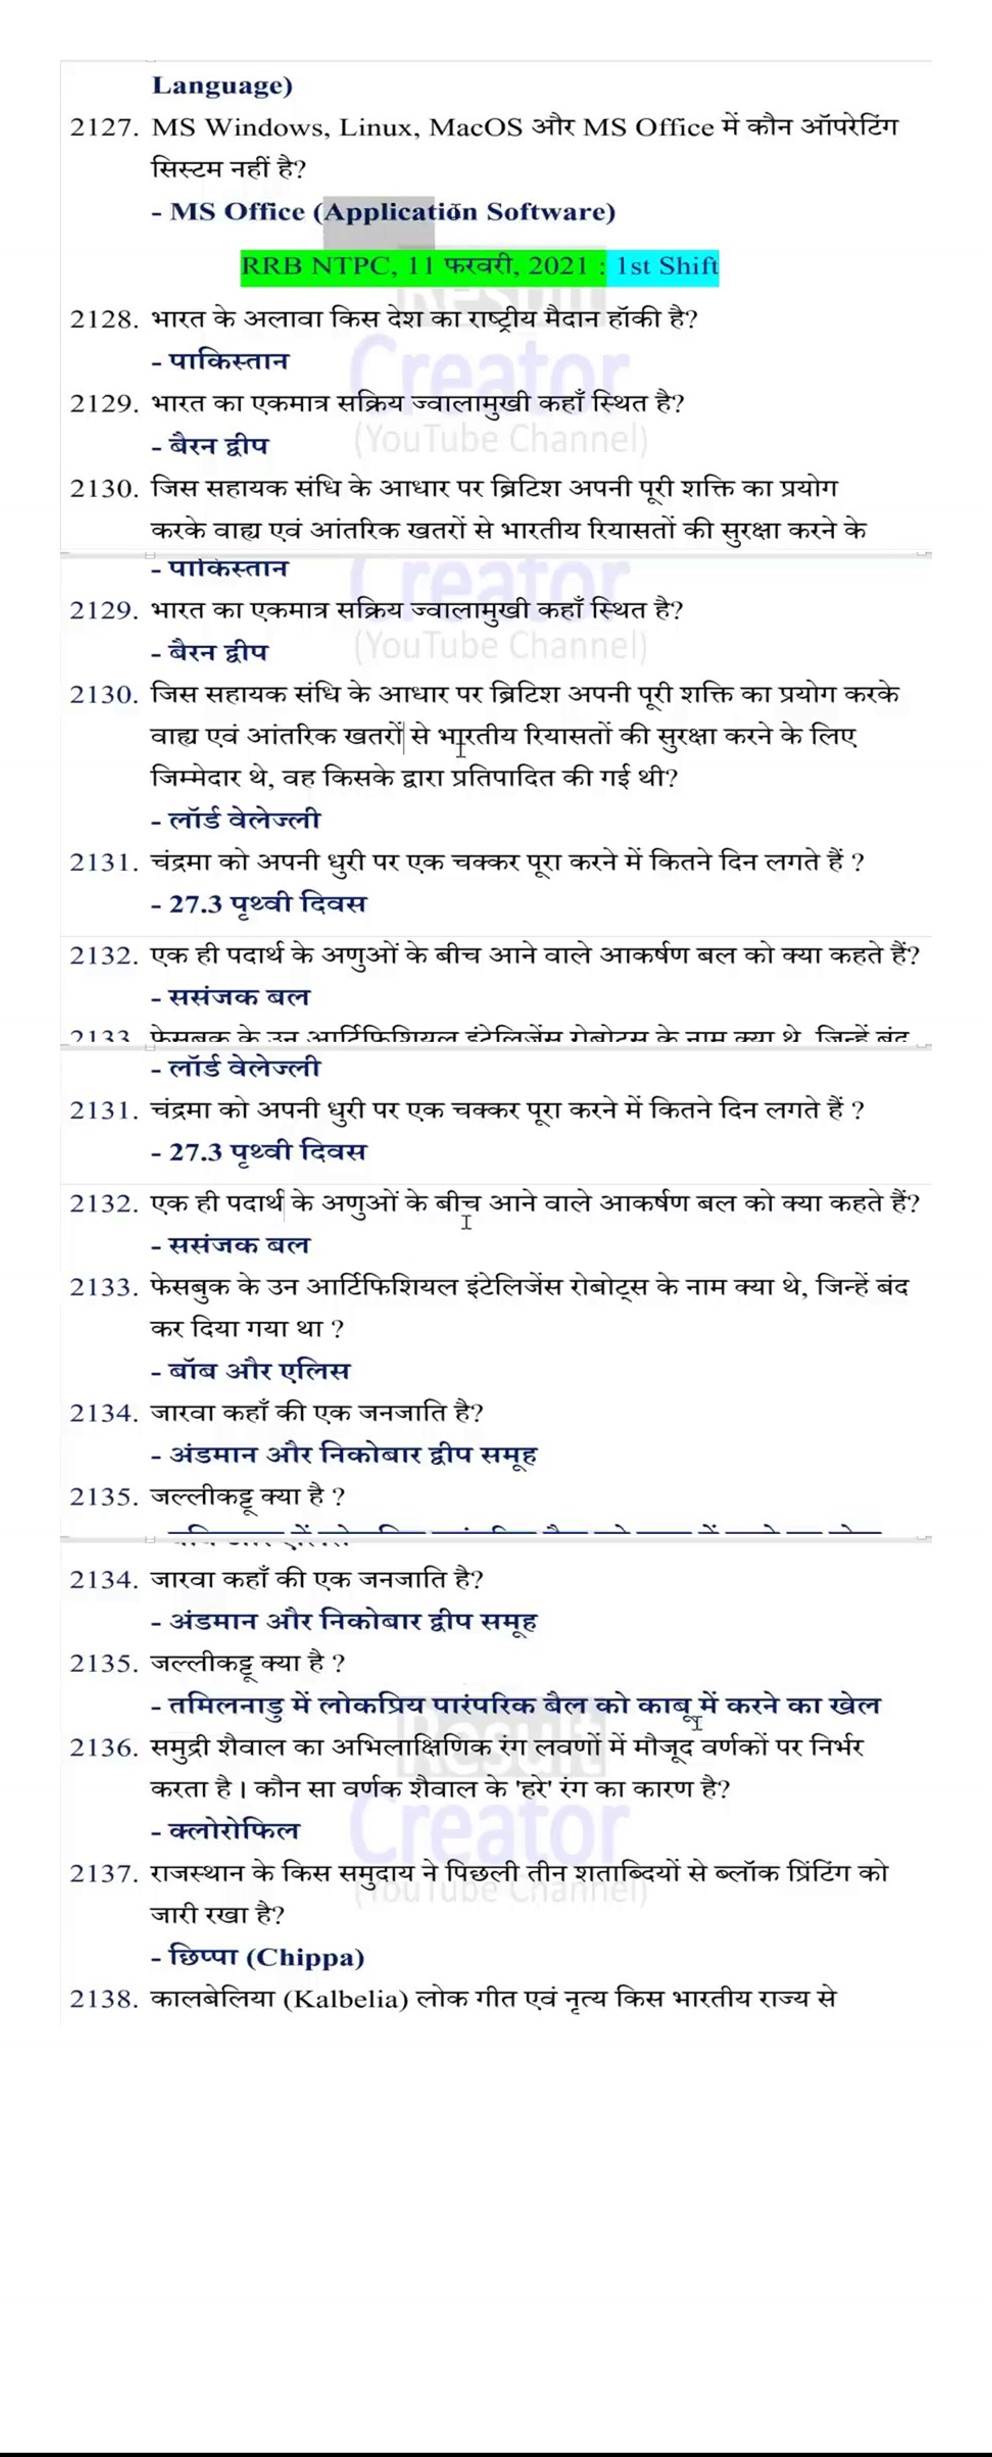 Language)
2127. MS Windows, Linux, MacOS और MS Office में कौन ऑपरेटिंग
सिस्टम नहीं है?
- MS Office (Application Software)
RRB NTPC, 11 फरवरी, 2021 : 1st Shift
Result
2128. भारत के अलावा किस देश का राष्ट्रीय मैदान हॉकी है?
Creator
- पाकिस्तान
2129. भारत का एकमात्र सक्रिय ज्वालामुखी कहाँ स्थित है?
(YouTube Channel)
- बैरन द्वीप
2130. जिस सहायक संधि के आधार पर ब्रिटिश अपनी पूरी शक्ति का प्रयोग
करके वाह्य एवं आंतरिक खतरों से भारतीय रियासतों की सुरक्षा करने के
- पाकिस्तान
Creator
2129. भारत का एकमात्र सक्रिय ज्वालामुखी कहाँ स्थित है?
(YouTube Channel)
- बैरन द्वीप
2130. जिस सहायक संधि के आधार पर ब्रिटिश अपनी पूरी शक्ति का प्रयोग करके
वाह्य एवं आंतरिक खतरों से भारतीय रियासतों की सुरक्षा करने के लिए
जिम्मेदार थे, वह किसके द्वारा प्रतिपादित की गई थी?
- लॉर्ड वेलेज्ली
2131. चंद्रमा को अपनी धुरी पर एक चक्कर पूरा करने में कितने दिन लगते हैं ?
- 27.3 पृथ्वी दिवस
2132. एक ही पदार्थ के अणुओं के बीच आने वाले आकर्षण बल को क्या कहते हैं?
- ससंजक बल
2133. फेसबुक के उन आर्टिफिशियल इंटेलिजेंस रोबोट्स के नाम क्या थे, जिन्हें बंद
- लॉर्ड वेलेज्ली
2131. चंद्रमा को अपनी धुरी पर एक चक्कर पूरा करने में कितने दिन लगते हैं ?
- 27.3 पृथ्वी दिवस
2132. एक ही पदार्थ के अणुओं के बीच आने वाले आकर्षण बल को क्या कहते हैं?
- ससंजक बल
2133. फेसबुक के उन आर्टिफिशियल इंटेलिजेंस रोबोट्स के नाम क्या थे, जिन्हें बंद
कर दिया गया था ?
- बॉब और एलिस
2134. जारवा कहाँ की एक जनजाति है?
- अंडमान और निकोबार द्वीप समूह
2135. जल्लीकट्टू क्या है ?
2134. जारवा कहाँ की एक जनजाति है?
- अंडमान और निकोबार द्वीप समूह
2135. जल्लीकट्टू क्या है ?
- तमिलनाडु में लोकप्रिय पारंपरिक बैल को काबू में करने का खेल
Result
2136. समुद्री शैवाल का अभिलाक्षिणिक रंग लवणों में मौजूद वर्णकों पर निर्भर
करता है। कौन सा वर्णक शैवाल के 'हरे' रंग का कारण है?
Creator
- क्लोरोफिल
2137. राजस्थान के किस समुदाय ने पिछली तीन शताब्दियों से ब्लॉक प्रिंटिंग को
(YouTube Channel)
जारी रखा है?
- छिप्पा (Chippa)
2138. कालबेलिया (Kalbelia) लोक गीत एवं नृत्य किस भारतीय राज्य से